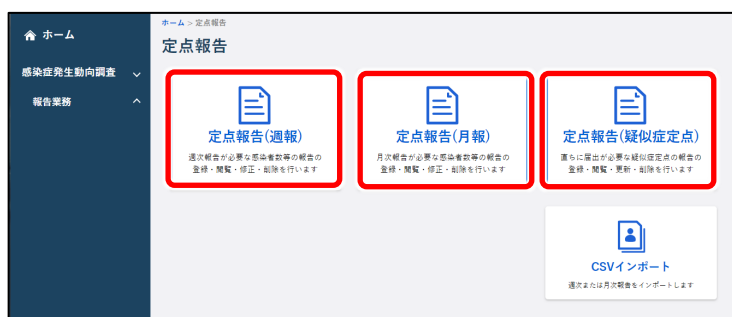 ホーム
感染症発生動向調査
報告業務
ホーム > 定点報告
定点報告
定点報告(週報)
週次報告が必要な感染者数等の報告の
登録・閲覧・修正・削除を行います
定点報告(月報)
月次報告が必要な感染者数等の報告の
登録・閲覧・修正・削除を行います
定点報告(疑似症定点)
直ちに届出が必要な疑似症定点の報告の
登録・閲覧・更新・削除を行います
CSVインポート
週次または月次報告をインポートします